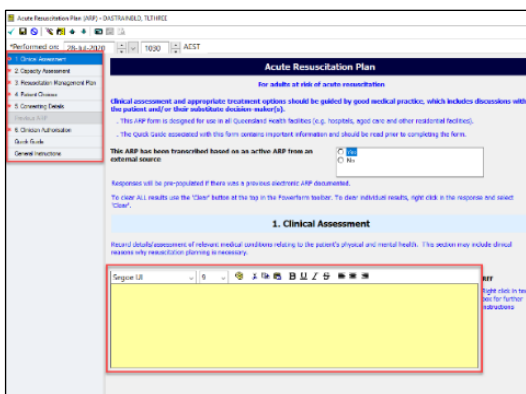 Acute Resuscitation Plan (ARP) - DASTRAINBLD, TLTHREE
*Performed on: 28-Jul-2020 1030 AEST
* 1. Clinical Assessment
* 2. Capacity Assessment
* 3. Resuscitation Management Plan
* 4. Patient Choices
* 5. Consenting Details
Previous ARP
* 6. Clinician Authorisation
Quick Guide
General Instructions
Acute Resuscitation Plan
For adults at risk of acute resuscitation
Clinical assessment and appropriate treatment options should be guided by good medical practice, which includes discussions with
the patient and/or their substitute decision-maker(s).
. This ARP form is designed for use in all Queensland Health facilities (e.g. hospitals, aged care and other residential facilities).
. The Quick Guide associated with this form contains important information and should be read prior to completing the form.
This ARP has been transcribed based on an active ARP from an
external source
Yes
No
Responses will be pre-populated if there was a previous electronic ARP documented.
To clear ALL results use the 'Clear' button at the top in the Powerform toolbar. To clear individual results, right click in the response and select
'Clear'.
1. Clinical Assessment
Record details/assessment of relevant medical conditions relating to the patient's physical and mental health. This section may include clinical
reasons why resuscitation planning is necessary.
Segoe UI 9 B U I S
Right click in
box for further
instructions